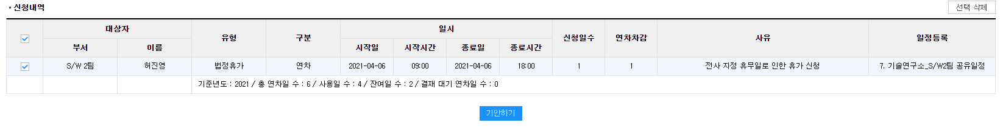 신청내역
선택 삭제
대상자 유형 구분 일시 신청일수 연차차감 사유 일정등록
부서 이름 시작일 시작시간 종료일 종료시간
S/W 2팀 허진영 법정휴가 연차 2021-04-06 09:00 2021-04-06 18:00 1 1 전사 지정 휴무일로 인한 휴가 신청 7. 기술연구소_S/W2팀 공유일정
기준년도 : 2021 / 총 연차일 수 : 6 / 사용일 수 : 4 / 잔여일 수 : 2 / 결재 대기 연차일 수 : 0
기안하기